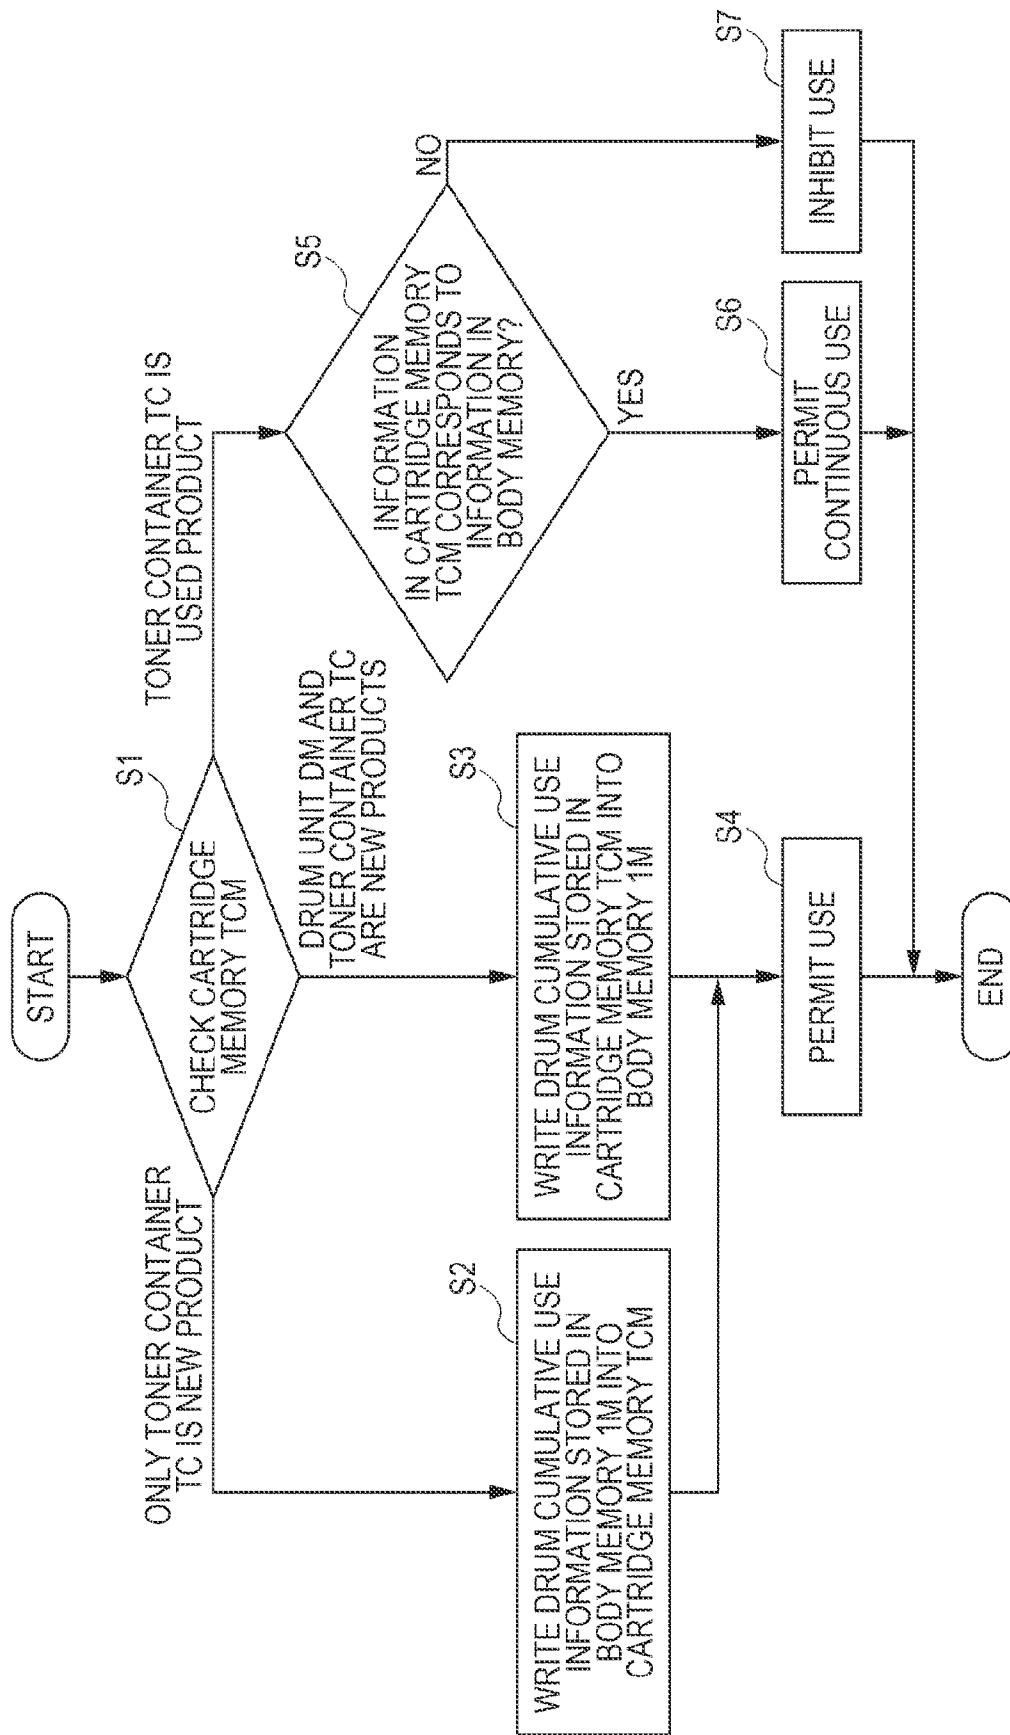 START
CHECK CARTRIDGE
MEMORY TCM
S1
ONLY TONER CONTAINER
TC IS NEW PRODUCT
DRUM UNIT DM AND
TONER CONTAINER TC
ARE NEW PRODUCTS
TONER CONTAINER TC IS
USED PRODUCT
S2
WRITE DRUM CUMULATIVE USE
INFORMATION STORED IN
BODY MEMORY 1M INTO
CARTRIDGE MEMORY TCM
S3
WRITE DRUM CUMULATIVE USE
INFORMATION STORED IN
CARTRIDGE MEMORY TCM INTO
BODY MEMORY 1M
S5
INFORMATION
IN CARTRIDGE MEMORY
TCM CORRESPONDS TO
INFORMATION IN
BODY MEMORY?
NO
YES
S4
PERMIT USE
S6
PERMIT
CONTINUOUS USE
S7
INHIBIT USE
END